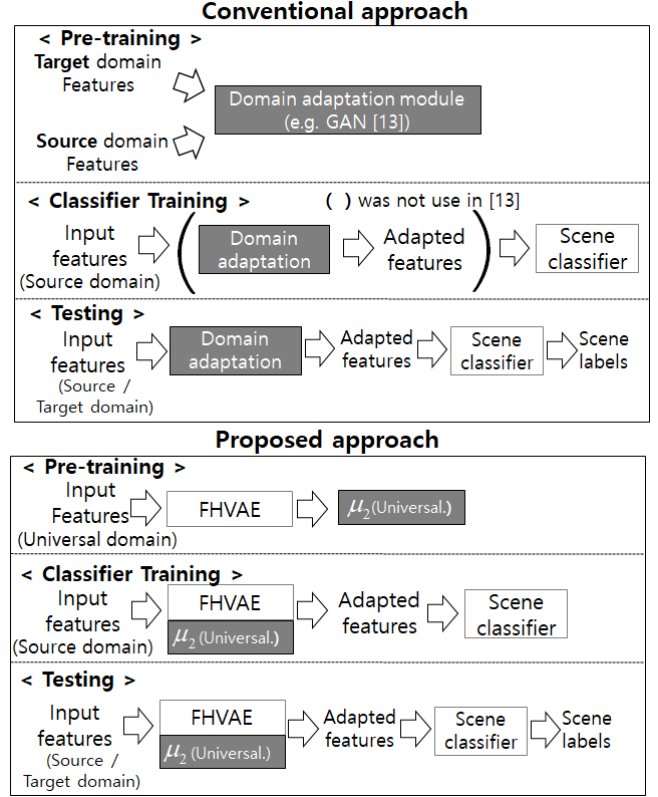 Conventional approach
< Pre-training >
Target domain
Features
Source domain
Features
Domain adaptation module
(e.g. GAN [13])
< Classifier Training >
( ) was not use in [13]
Input
features
(Source domain)
(
Domain
adaptation
Adapted
features
)
Scene
classifier
< Testing >
Input
features
(Source /
Target domain)
Domain
adaptation
Adapted
features
Scene
classifier
Scene
labels
Proposed approach
< Pre-training >
Input
Features
(Universal domain)
FHVAE
μ₂(Universal.)
< Classifier Training >
Input
features
(Source domain)
FHVAE
μ₂(Universal.)
Adapted
features
Scene
classifier
< Testing >
Input
features
(Source /
Target domain)
FHVAE
μ₂(Universal.)
Adapted
features
Scene
classifier
Scene
labels